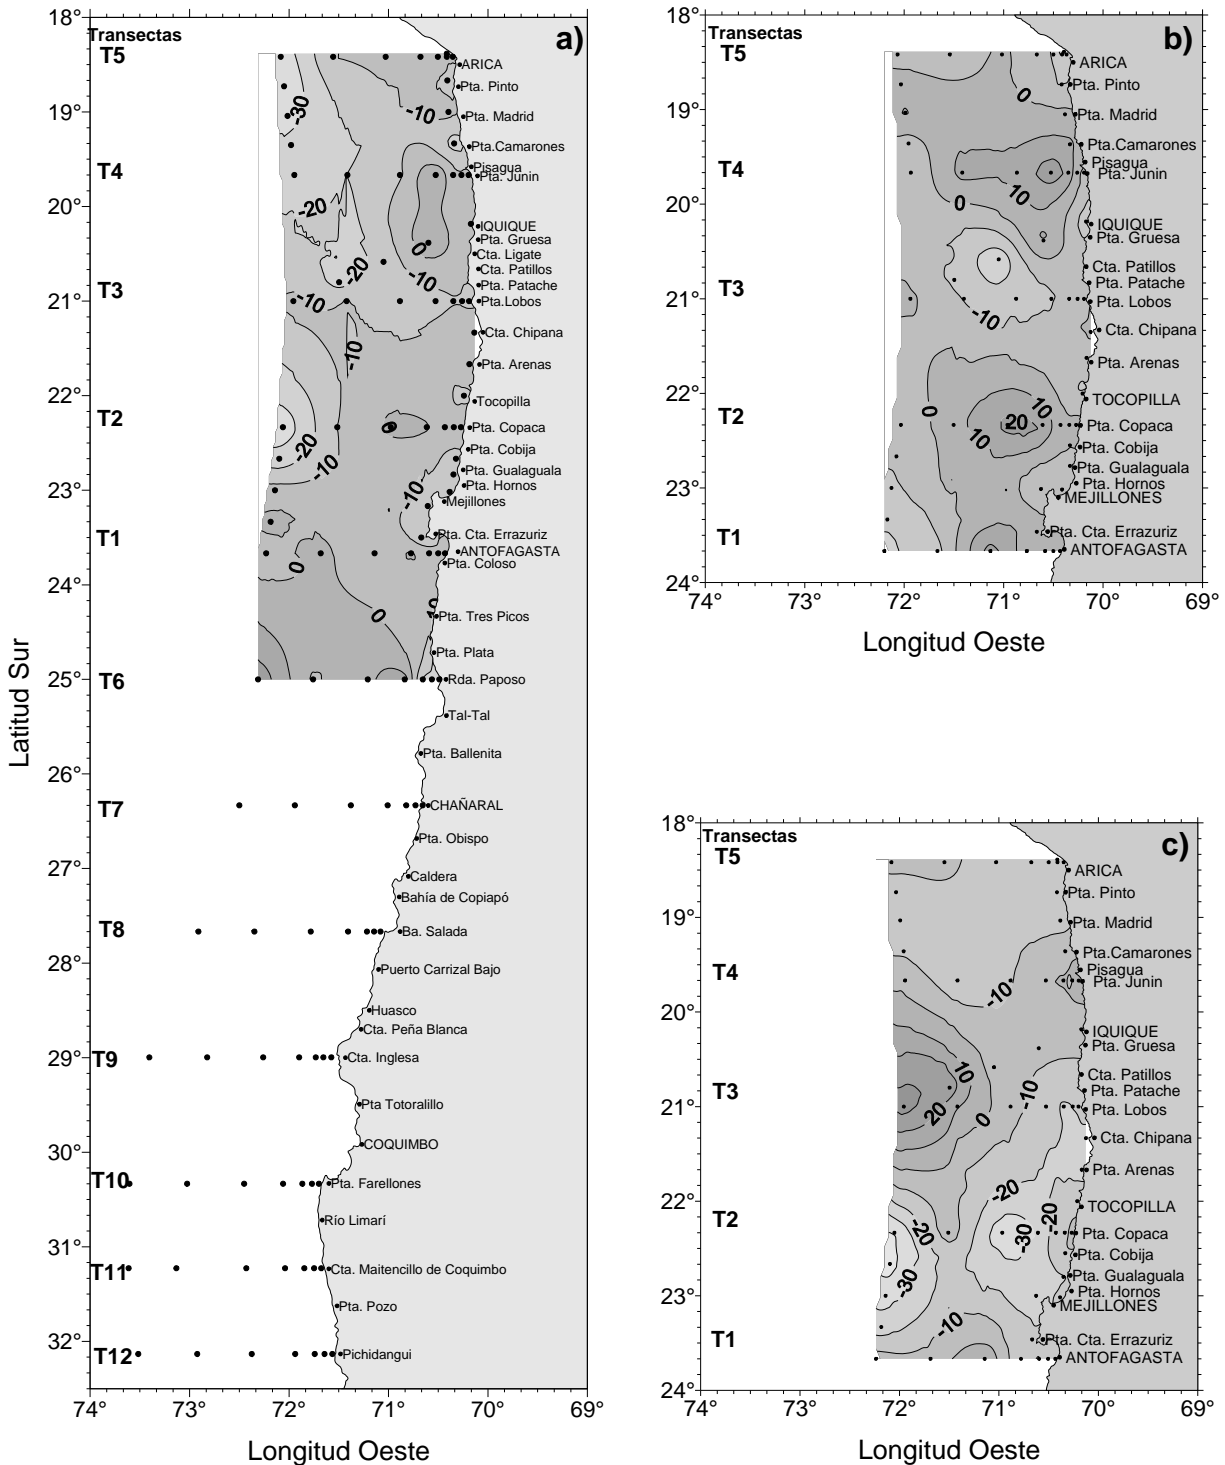 18°
Transectas
a)
T5
ARICA
Pta. Pinto
19°
-30
-10
Pta. Madrid
Pta.Camarones
T4
Pisagua
Pta. Junin
20°
-20
IQUIQUE
Pta. Gruesa
0
Cta. Ligate
-20
-10
Cta. Patillos
T3
Pta. Patache
21°
-10
Pta.Lobos
Cta. Chipana
-10
Pta. Arenas
22°
Tocopilla
T2
0
Pta. Copaca
-20
Pta. Cobija
-10
Pta. Gualaguala
23°
-10
Pta. Hornos
Mejillones
T1
Pta. Cta. Errazuriz
ANTOFAGASTA
0
Pta. Coloso
24°
0
Pta. Tres Picos
Pta. Plata
25°
T6
Rda. Paposo
Tal-Tal
Pta. Ballenita
26°
T7
CHAÑARAL
Pta. Obispo
27°
Caldera
Bahía de Copiapó
T8
Ba. Salada
28°
Puerto Carrizal Bajo
Huasco
Cta. Peña Blanca
29°
T9
Cta. Inglesa
Pta Totoralillo
30°
COQUIMBO
T10
Pta. Farellones
Río Limarí
31°
T11
Cta. Maitencillo de Coquimbo
Pta. Pozo
32°
T12
Pichidangui
74°
73°
72°
71°
70°
69°
Longitud Oeste
Latitud Sur
18°
Transectas
b)
T5
ARICA
0
Pta. Pinto
19°
Pta. Madrid
Pta.Camarones
T4
Pisagua
Pta. Junin
10
20°
0
IQUIQUE
Pta. Gruesa
Cta. Patillos
T3
Pta. Patache
21°
Pta. Lobos
-10
Cta. Chipana
Pta. Arenas
22°
TOCOPILLA
T2
0
10
20
10
Pta. Copaca
Pta. Cobija
Pta. Gualaguala
23°
Pta. Hornos
MEJILLONES
T1
Pta. Cta. Errazuriz
ANTOFAGASTA
24°
74°
73°
72°
71°
70°
69°
Longitud Oeste
18°
Transectas
c)
T5
ARICA
Pta. Pinto
19°
Pta. Madrid
Pta.Camarones
T4
Pisagua
-10
Pta. Junin
20°
IQUIQUE
Pta. Gruesa
10
Cta. Patillos
T3
-10
Pta. Patache
21°
20
0
Pta. Lobos
Cta. Chipana
Pta. Arenas
-20
22°
TOCOPILLA
T2
-20
-20
Pta. Copaca
-30
Pta. Cobija
-30
Pta. Gualaguala
23°
Pta. Hornos
MEJILLONES
-10
T1
Pta. Cta. Errazuriz
ANTOFAGASTA
24°
74°
73°
72°
71°
70°
69°
Longitud Oeste